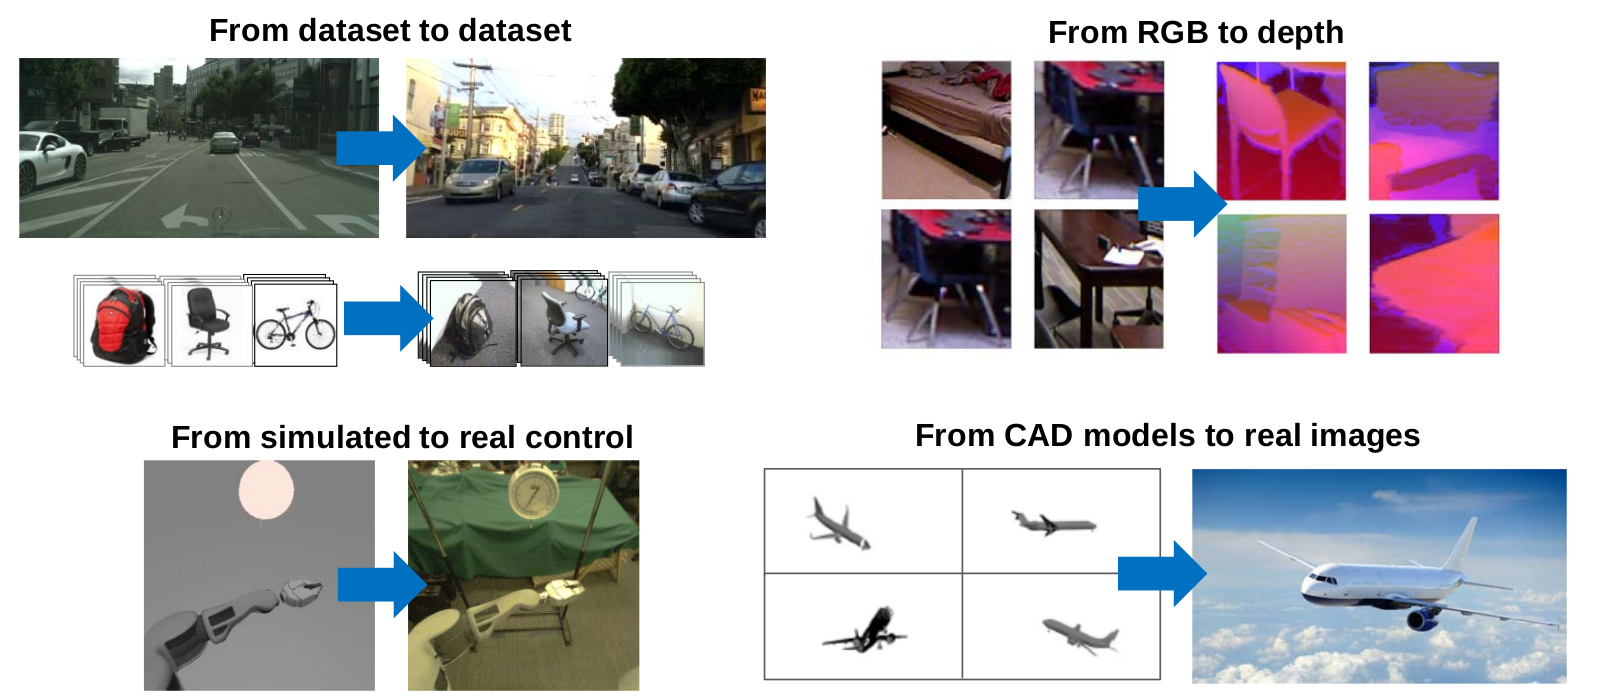 From dataset to dataset
From RGB to depth
From simulated to real control
From CAD models to real images